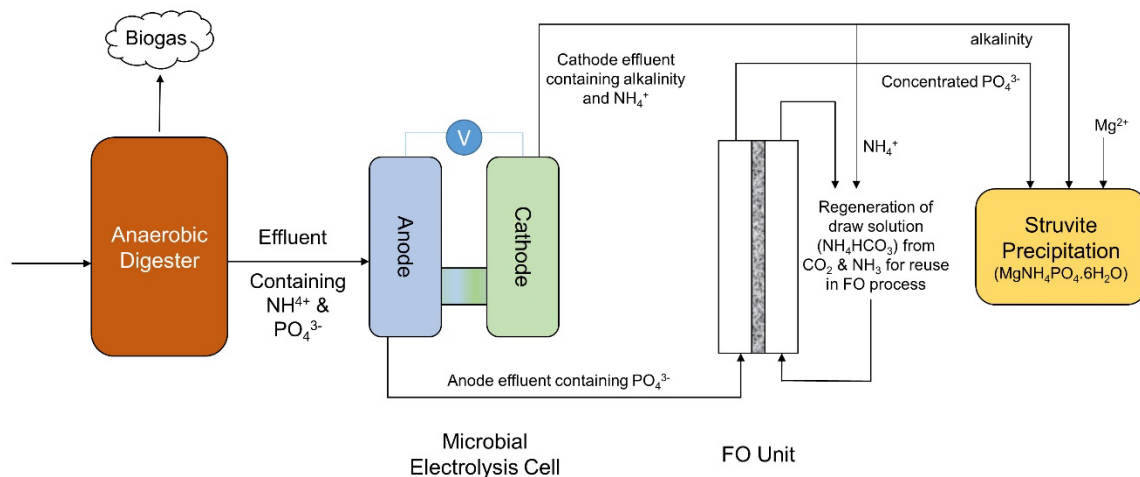 Biogas
Anaerobic
Digester
Effluent
Containing
NH⁴⁺ &
PO₄³⁻
V
Anode
Cathode
Cathode effluent
containing alkalinity
and NH₄⁺
Anode effluent containing PO₄³⁻
Microbial
Electrolysis Cell
FO Unit
alkalinity
Concentrated PO₄³⁻
NH₄⁺
Mg²⁺
Regeneration of
draw solution
(NH₄HCO₃) from
CO₂ & NH₃ for reuse
in FO process
Struvite
Precipitation
(MgNH₄PO₄.6H₂O)